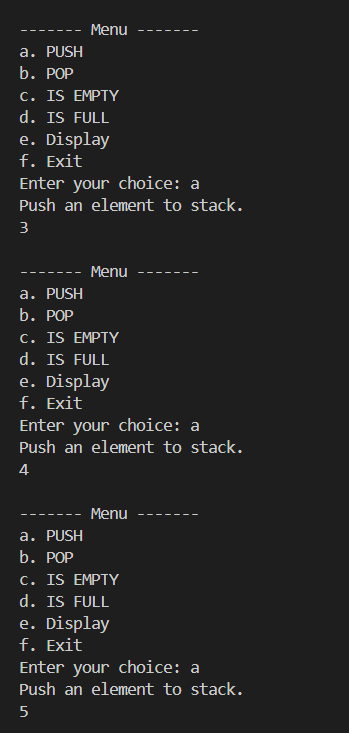 ------- Menu -------
a. PUSH
b. POP
c. IS EMPTY
d. IS FULL
e. Display
f. Exit
Enter your choice: a
Push an element to stack.
3
------- Menu -------
a. PUSH
b. POP
c. IS EMPTY
d. IS FULL
e. Display
f. Exit
Enter your choice: a
Push an element to stack.
4
------- Menu -------
a. PUSH
b. POP
c. IS EMPTY
d. IS FULL
e. Display
f. Exit
Enter your choice: a
Push an element to stack.
5